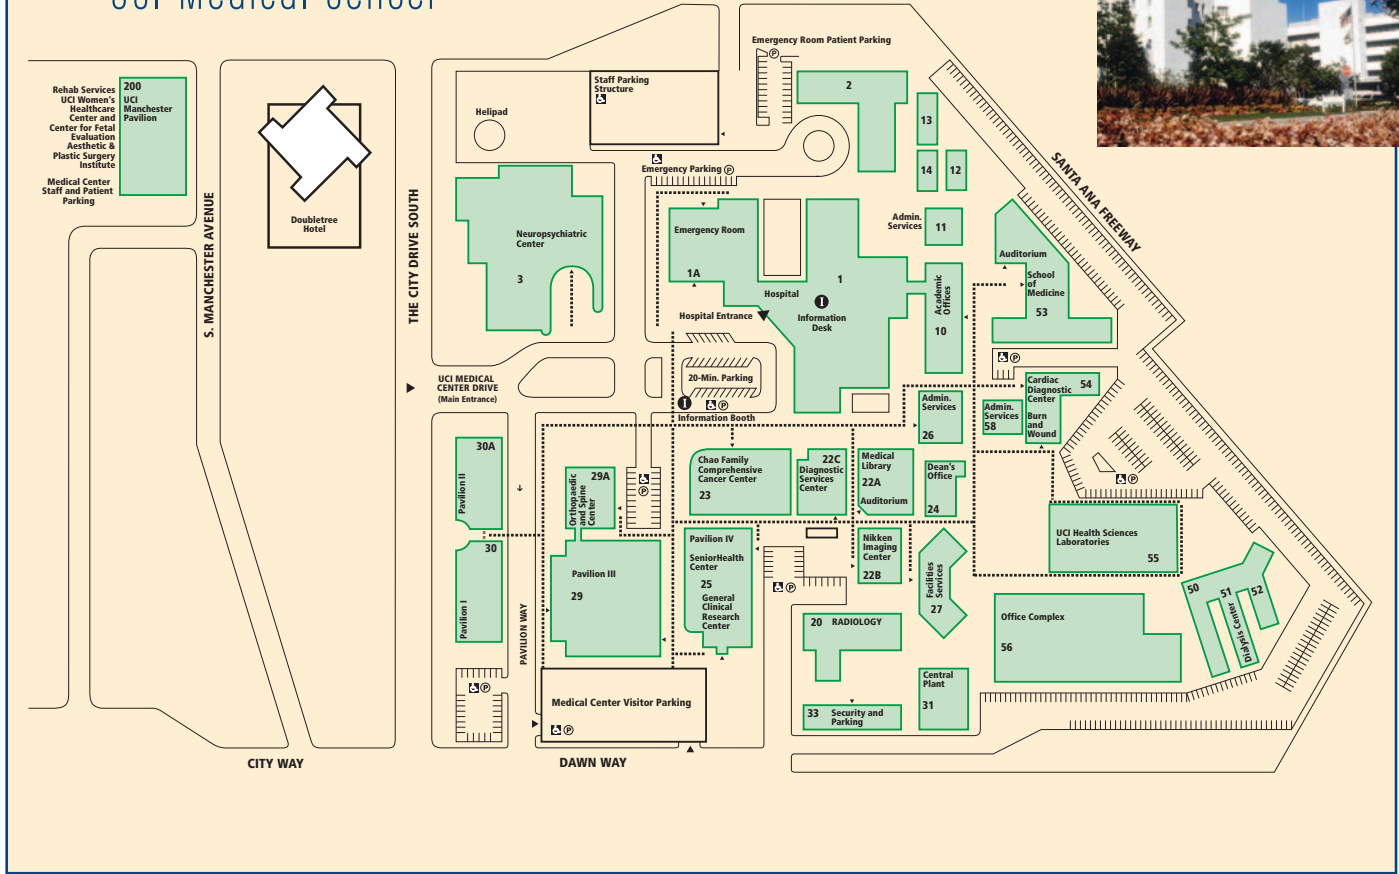 UCI Medical Center
Emergency Room Patient Parking
P
Staff Parking
Structure
Helipad
Rehab Services
UCI Women's
Healthcare
Center and
Center for Fetal
Evaluation
Aesthetic &
Plastic Surgery
Institute
Medical Center
Staff and Patient
Parking
200
UCI
Manchester
Pavilion
Doubletree
Hotel
S. MANCHESTER AVENUE
THE CITY DRIVE SOUTH
SANTA ANA FREEWAY
2
13
14
12
Emergency Parking P
Neuropsychiatric
Center
3
Emergency Room
1A
1
Hospital
Hospital Entrance
I
Information
Desk
Admin.
Services
11
Academic
Offices
10
Auditorium
School
of
Medicine
53
P
UCI MEDICAL
CENTER DRIVE
(Main Entrance)
20-Min. Parking
I
P
Information Booth
Admin.
Services
26
Admin.
Services
58
Cardiac
Diagnostic
Center
54
Burn
and
Wound
30A
Pavilion II
29A
Orthopaedic
and Spine
Center
P
Chao Family
Comprehensive
Cancer Center
23
22C
Diagnostic
Services
Center
Medical
Library
22A
Auditorium
Dean's
Office
24
P
30
Pavilion I
Pavilion III
29
PAVILION WAY
Pavilion IV
SeniorHealth
Center
25
General
Clinical
Research
Center
P
Nikken
Imaging
Center
22B
Facilities
Services
27
UCI Health Sciences
Laboratories
55
50
51
52
Dialysis Center
20 RADIOLOGY
Office Complex
56
P
Medical Center Visitor Parking
P
33 Security and
Parking
Central
Plant
31
CITY WAY
DAWN WAY